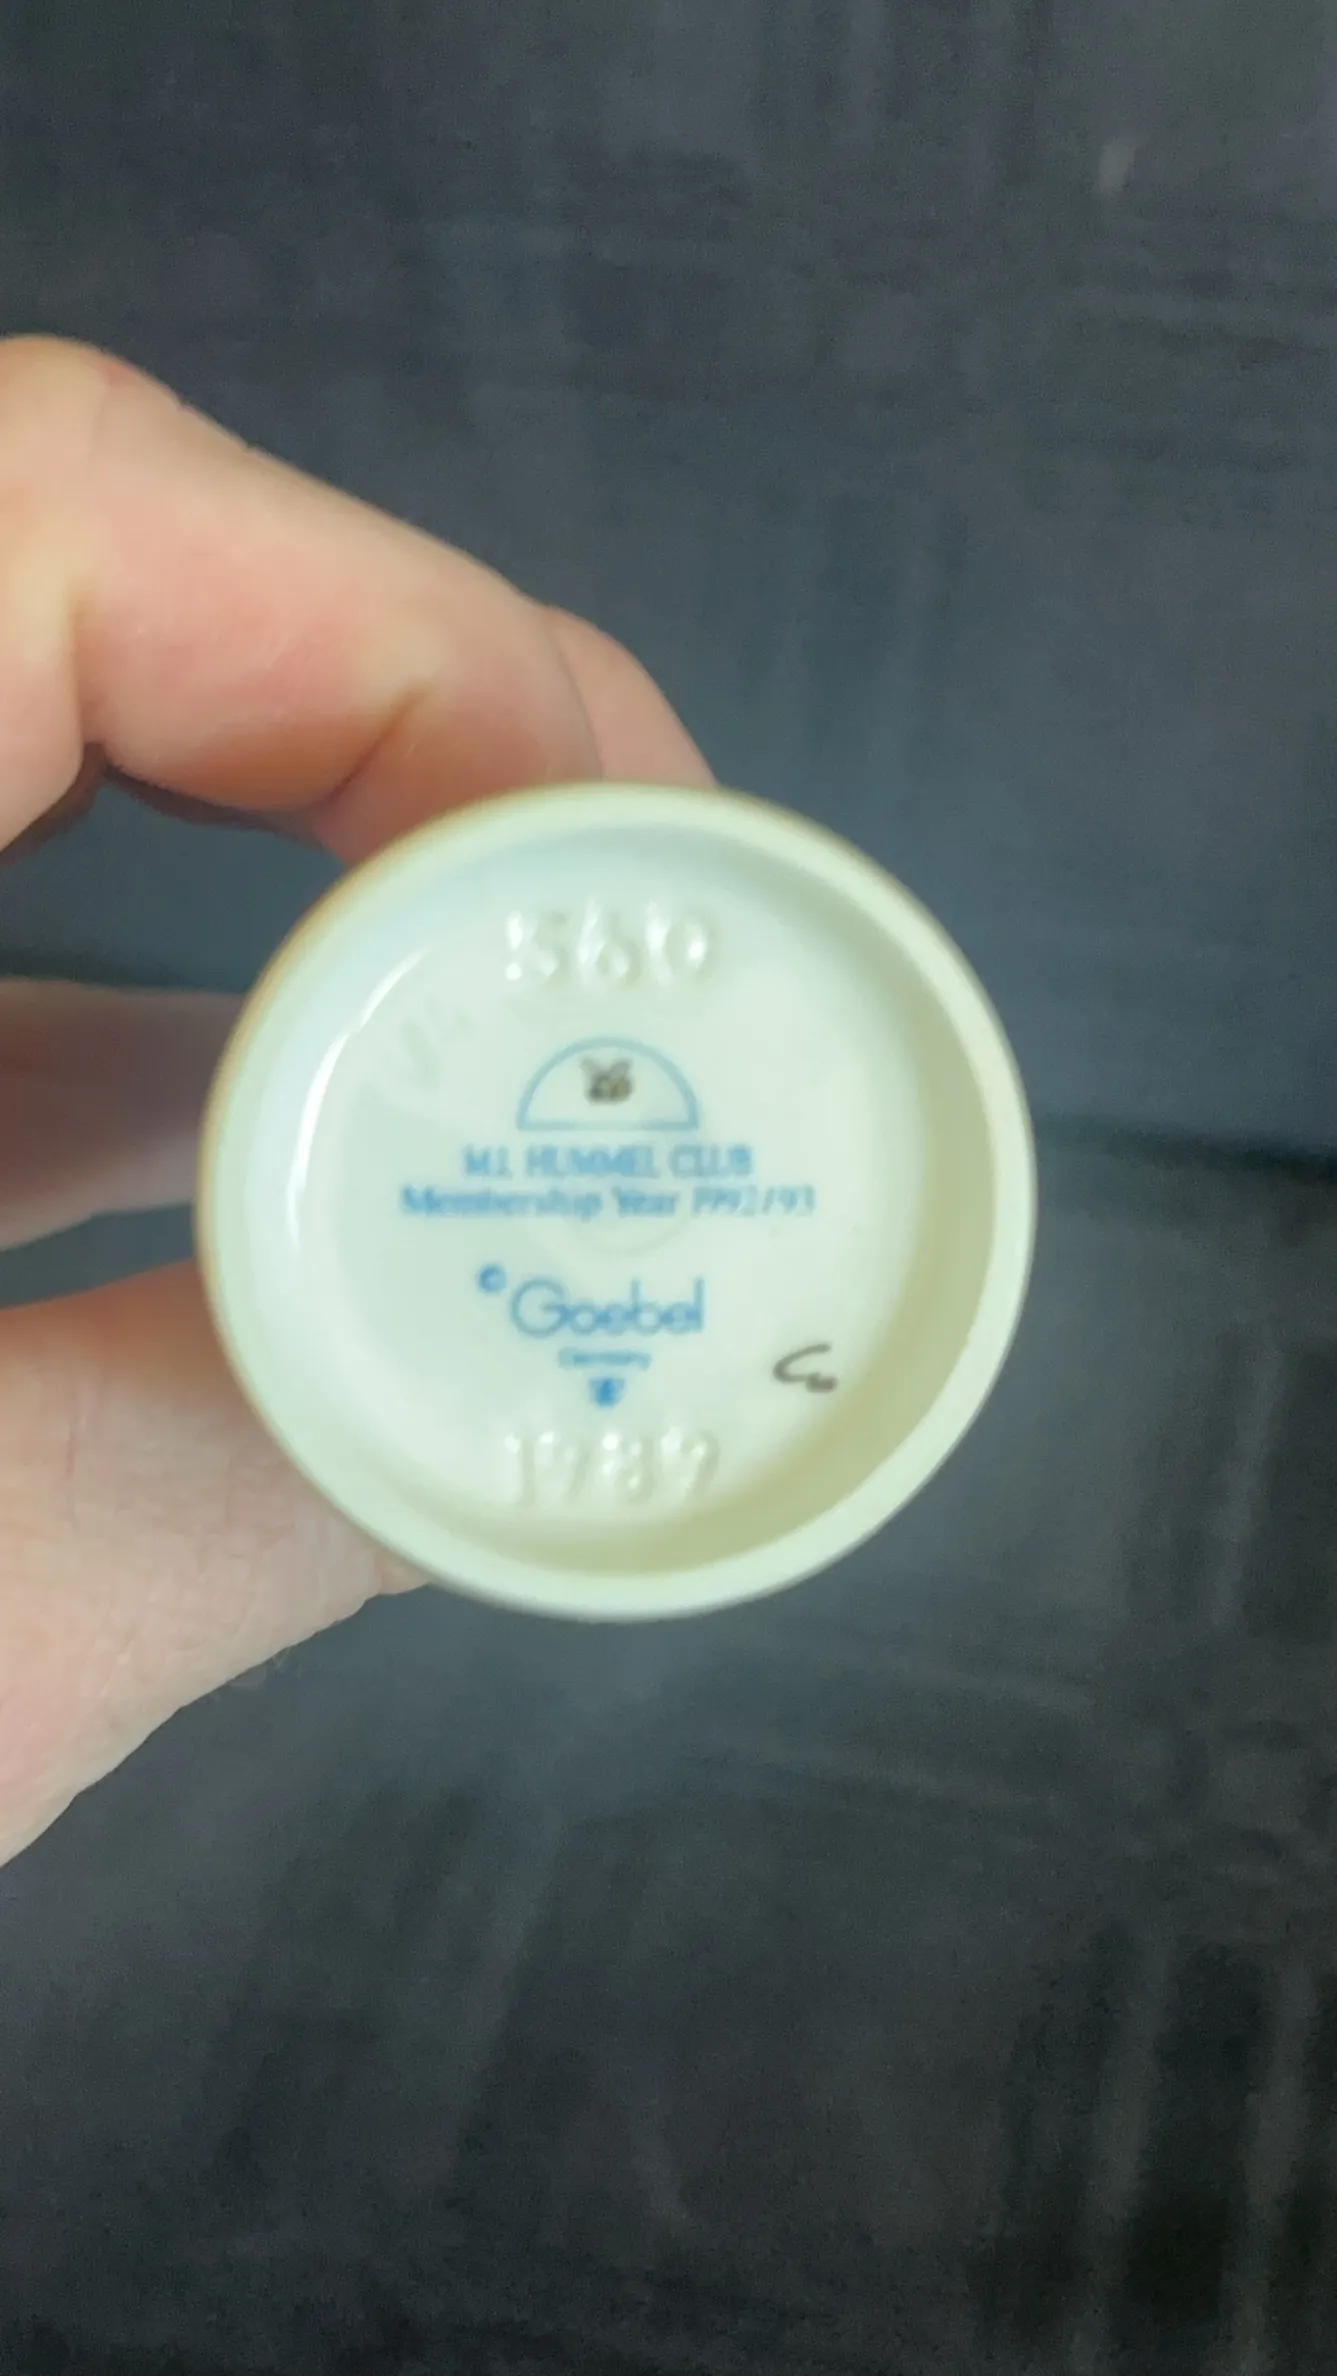 560
M.I. HUMMEL CLUB
Membership Year 1992/93
© Goebel
Germany
1989